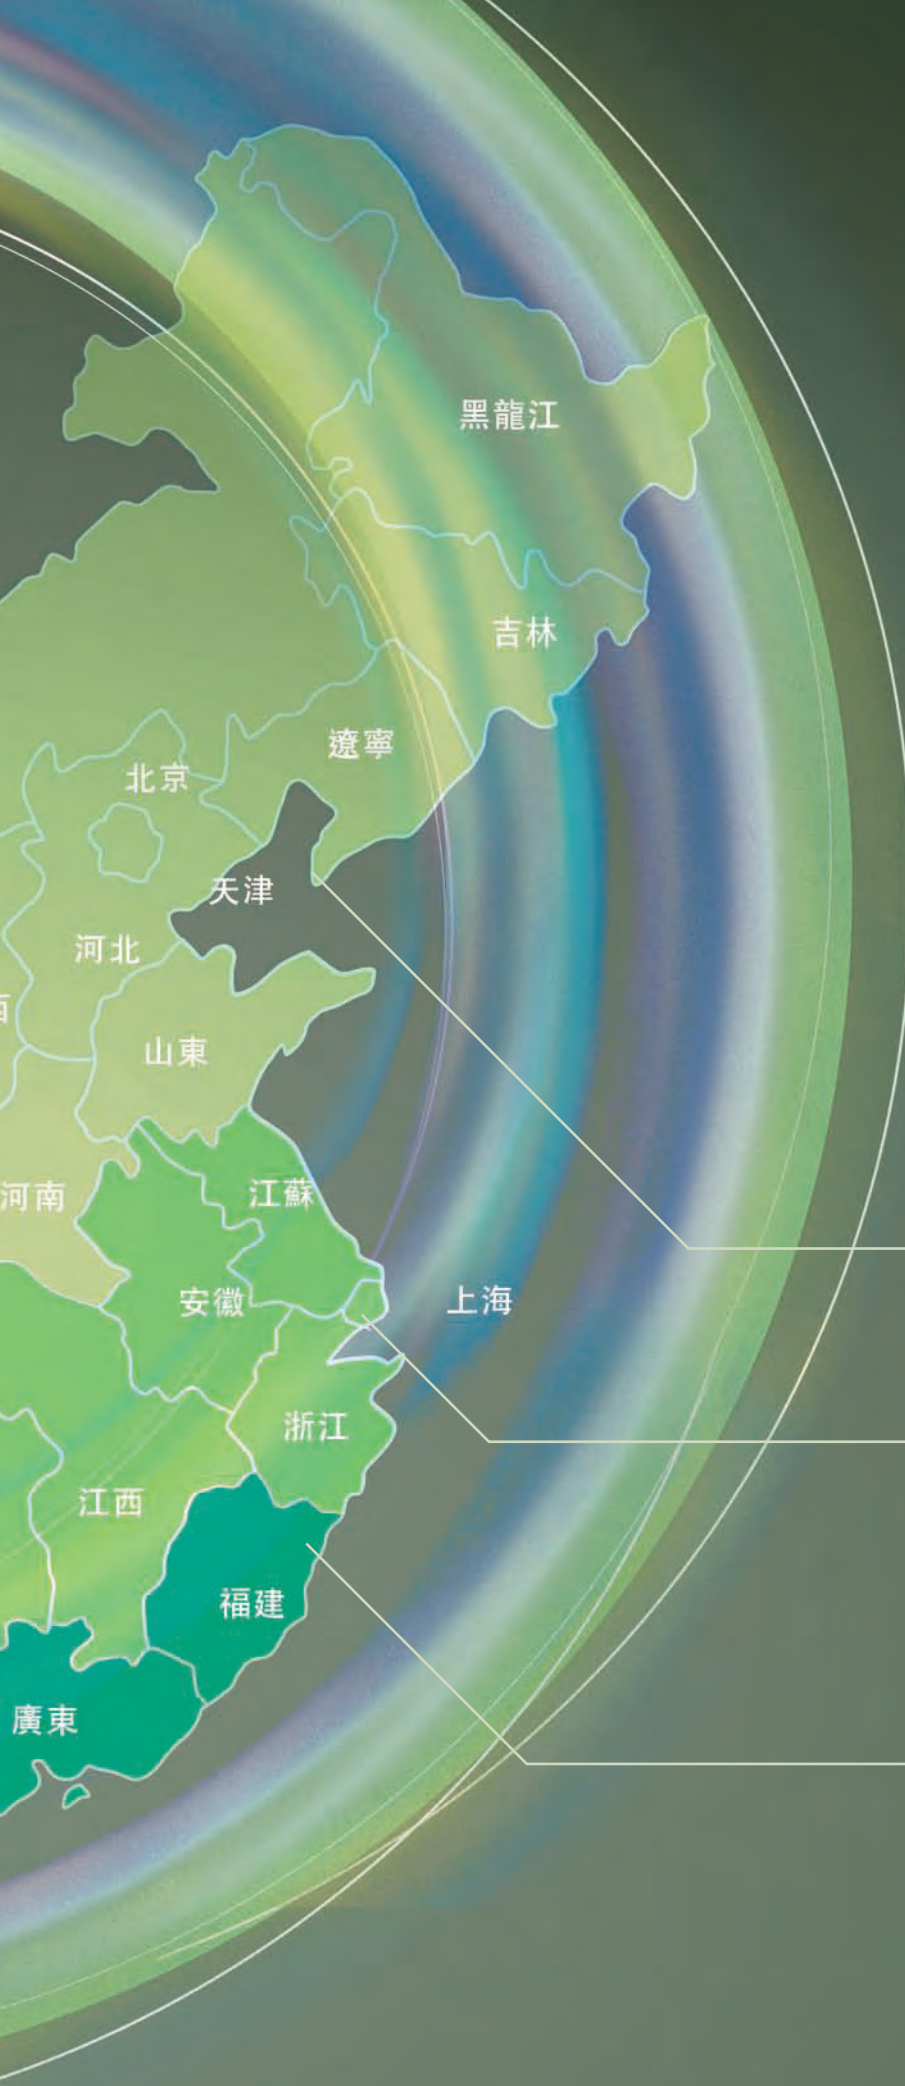 黑龍江
吉林
遼寧
北京
天津
河北
山東
河南
江蘇
安徽
上海
浙江
江西
福建
廣東